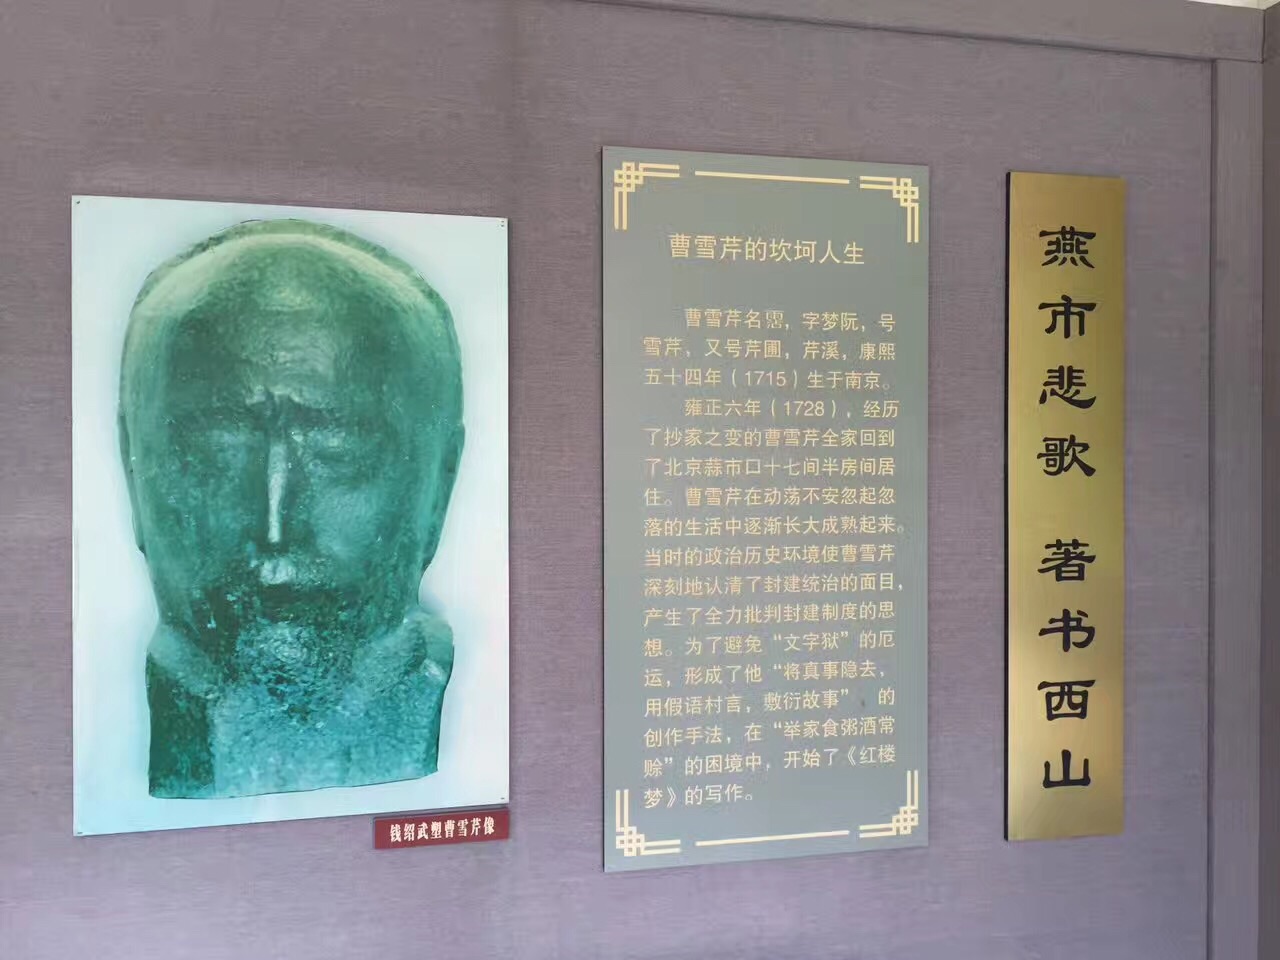 曹雪芹的坎坷人生
曹雪芹名霑，字梦阮，号
雪芹，又号芹圃，芹溪，康熙
五十四年（1715）生于南京。
雍正六年（1728），经历
了抄家之变的曹雪芹全家回到
了北京蒜市口十七间半房间居
住。曹雪芹在动荡不安忽起忽
落的生活中逐渐长大成熟起来。
当时的政治历史环境使曹雪芹
深刻地认清了封建统治的面目，
产生了全力批判封建制度的思
想。为了避免“文字狱”的厄
运，形成了他“将真事隐去，
用假语村言，敷衍故事”、的
创作手法，在“举家食粥酒常
赊”的困境中，开始了《红楼
梦》的写作。
燕市悲歌 著书西山
钱绍武塑曹雪芹像